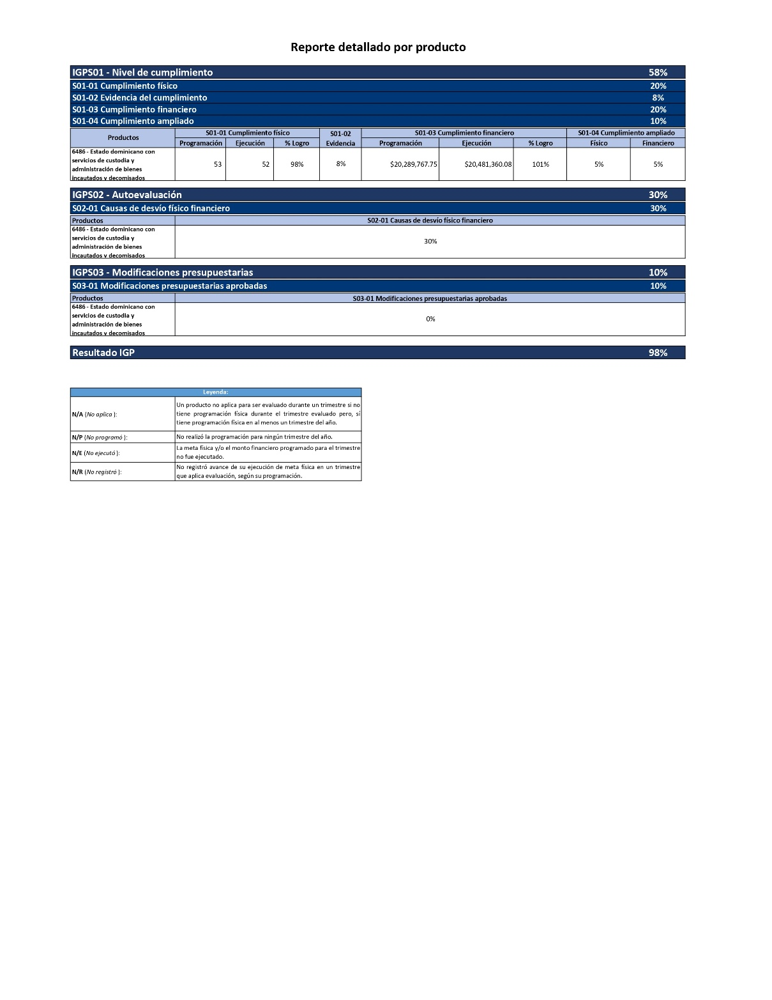 Reporte detallado por producto
IGPS01 - Nivel de cumplimiento 58%
S01-01 Cumplimiento físico 20%
S01-02 Evidencia del cumplimiento 8%
S01-03 Cumplimiento financiero 20%
S01-04 Cumplimiento ampliado 10%
Productos S01-01 Cumplimiento físico S01-02 Evidencia S01-03 Cumplimiento financiero S01-04 Cumplimiento ampliado
Programación Ejecución % Logro Programación Ejecución % Logro Físico Financiero
6486 - Estado dominicano con
servicios de custodia y
administración de bienes
incautados y decomisados
53 52 98% 8% $20,289,767.75 $20,481,360.08 101% 5% 5%
IGPS02 - Autoevaluación 30%
S02-01 Causas de desvío físico financiero 30%
Productos S02-01 Causas de desvío físico financiero
6486 - Estado dominicano con
servicios de custodia y
administración de bienes
incautados y decomisados
30%
IGPS03 - Modificaciones presupuestarias 10%
S03-01 Modificaciones presupuestarias aprobadas 10%
Productos S03-01 Modificaciones presupuestarias aprobadas
6486 - Estado dominicano con
servicios de custodia y
administración de bienes
incautados y decomisados
0%
Resultado IGP 98%
Leyenda:
N/A (No aplica ):
Un producto no aplica para ser evaluado durante un trimestre si no
tiene programación física durante el trimestre evaluado pero, sí
tiene programación física en al menos un trimestre del año.
N/P (No programó ): No realizó la programación para ningún trimestre del año.
N/E (No ejecutó ):
La meta física y/o el monto financiero programado para el trimestre
no fue ejecutado.
N/R (No registró ):
No registró avance de su ejecución de meta física en un trimestre
que aplica evaluación, según su programación.